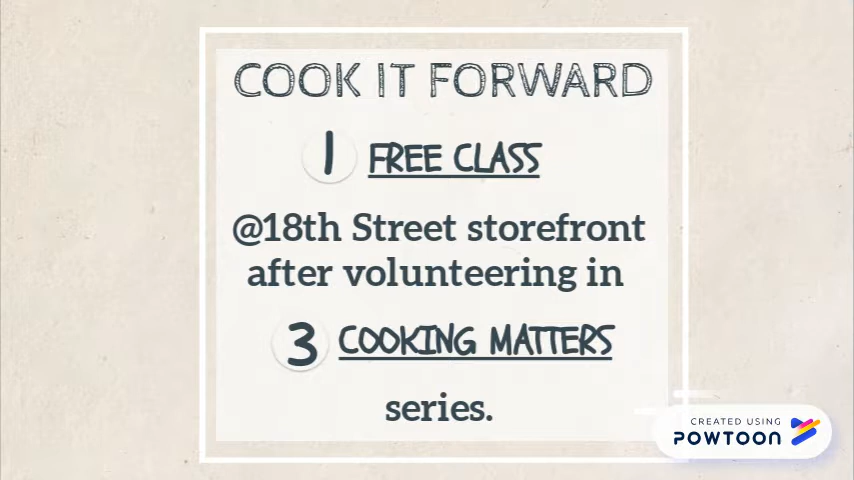 COOK IT FORWARD
1 FREE CLASS
@18th Street storefront
after volunteering in
3 COOKING MATTERS
series.
CREATED USING
POWTOON